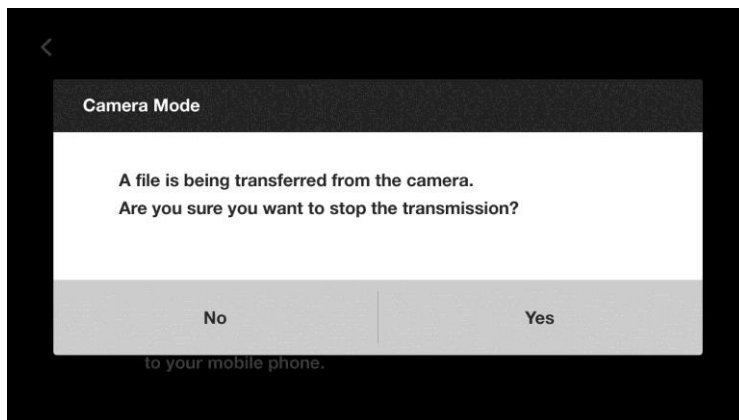 Camera Mode
A file is being transferred from the camera.
Are you sure you want to stop the transmission?
No Yes
to your mobile phone.